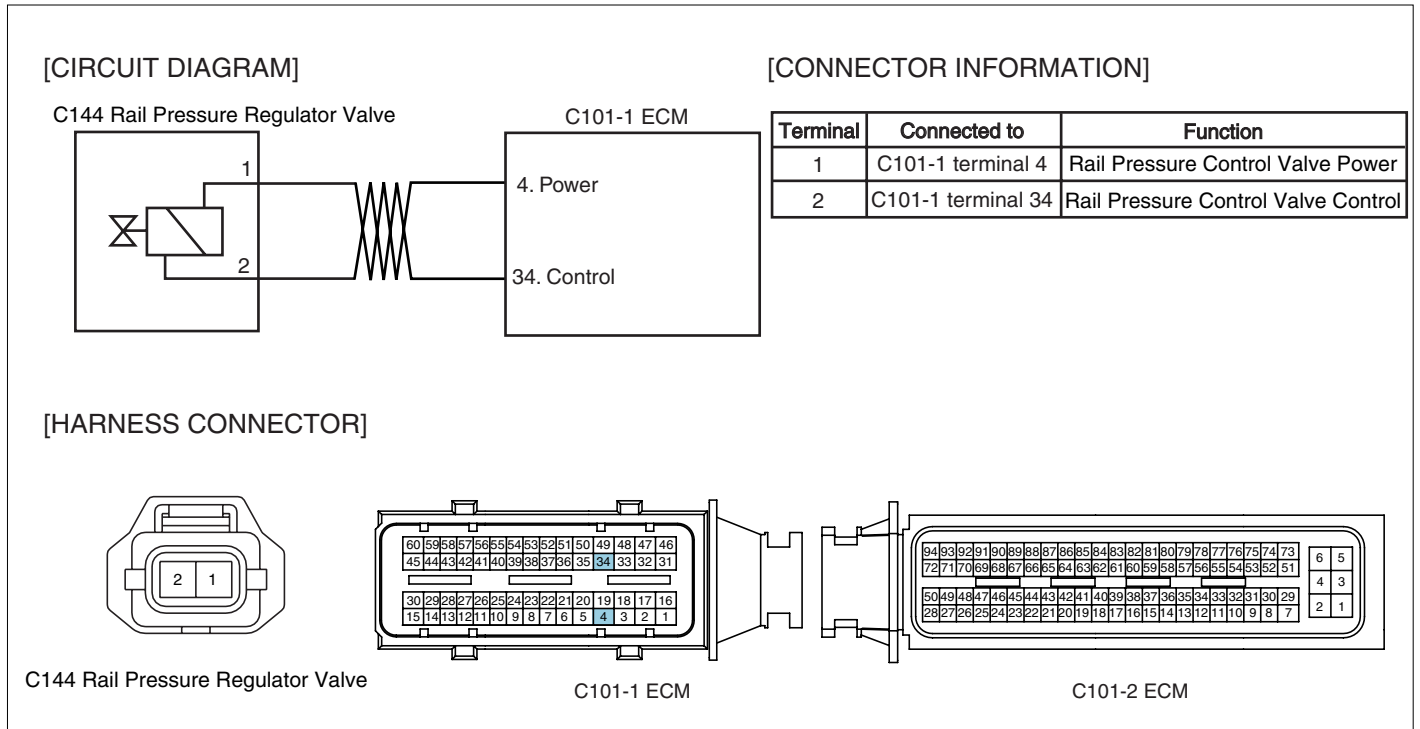 [CIRCUIT DIAGRAM]
C144 Rail Pressure Regulator Valve
C101-1 ECM
1
4. Power
2
34. Control
[CONNECTOR INFORMATION]
Terminal Connected to Function
1 C101-1 terminal 4 Rail Pressure Control Valve Power
2 C101-1 terminal 34 Rail Pressure Control Valve Control
[HARNESS CONNECTOR]
2 1
C144 Rail Pressure Regulator Valve
60 59 58 57 56 55 54 53 52 51 50 49 48 47 46
45 44 43 42 41 40 39 38 37 36 35 34 33 32 31
30 29 28 27 26 25 24 23 22 21 20 19 18 17 16
15 14 13 12 11 10 9 8 7 6 5 4 3 2 1
C101-1 ECM
94 93 92 91 90 89 88 87 86 85 84 83 82 81 80 79 78 77 76 75 74 73
72 71 70 69 68 67 66 65 64 63 62 61 60 59 58 57 56 55 54 53 52 51
50 49 48 47 46 45 44 43 42 41 40 39 38 37 36 35 34 33 32 31 30 29
28 27 26 25 24 23 22 21 20 19 18 17 16 15 14 13 12 11 10 9 8 7
6 5
4 3
2 1
C101-2 ECM